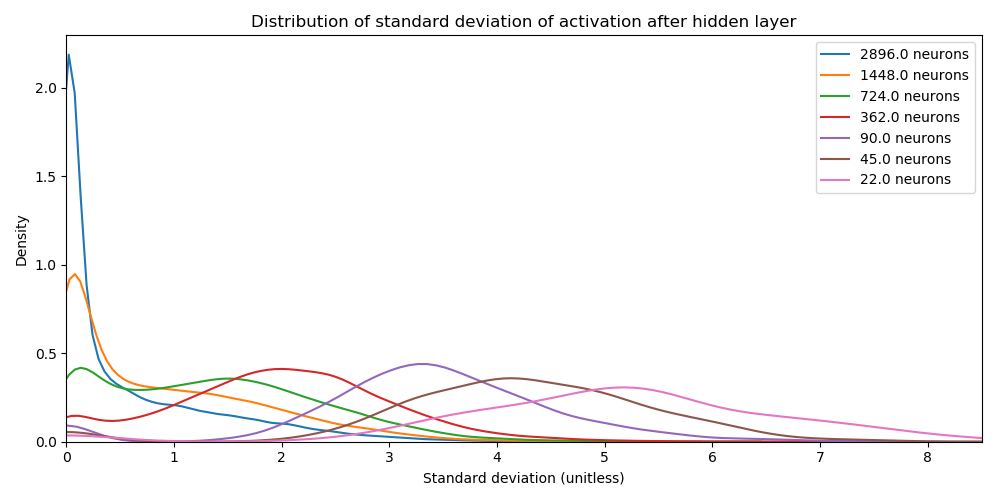 Distribution of standard deviation of activation after hidden layer
2896.0 neurons
1448.0 neurons
724.0 neurons
362.0 neurons
90.0 neurons
45.0 neurons
22.0 neurons
Density
2.0
1.5
1.0
0.5
0.0
0 1 2 3 4 5 6 7 8
Standard deviation (unitless)